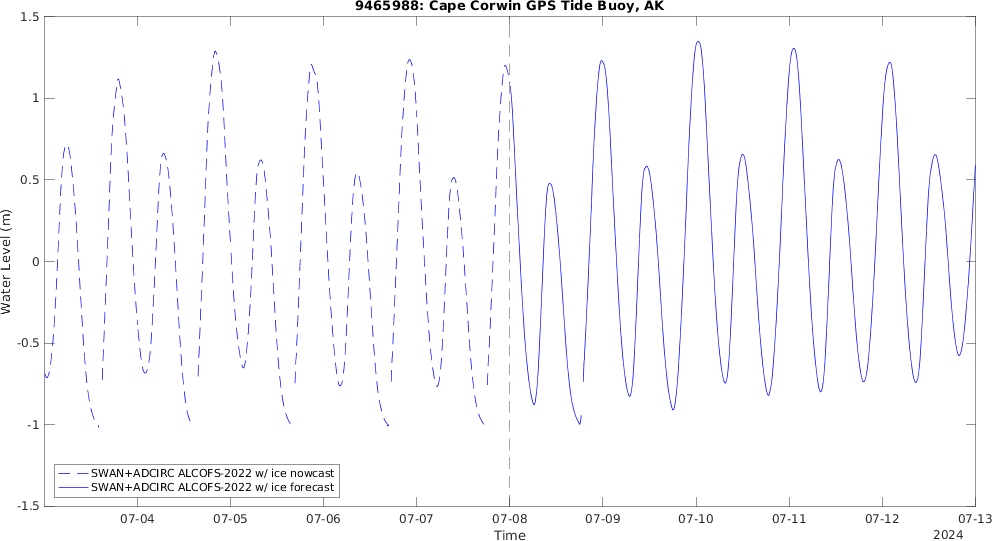 9465988: Cape Corwin GPS Tide Buoy, AK
1.5
1
0.5
0
-0.5
-1
-1.5
Water Level (m)
SWAN+ADCIRC ALCOFS-2022 w/ ice nowcast
SWAN+ADCIRC ALCOFS-2022 w/ ice forecast
07-04 07-05 07-06 07-07 07-08 07-09 07-10 07-11 07-12 07-13
Time
2024